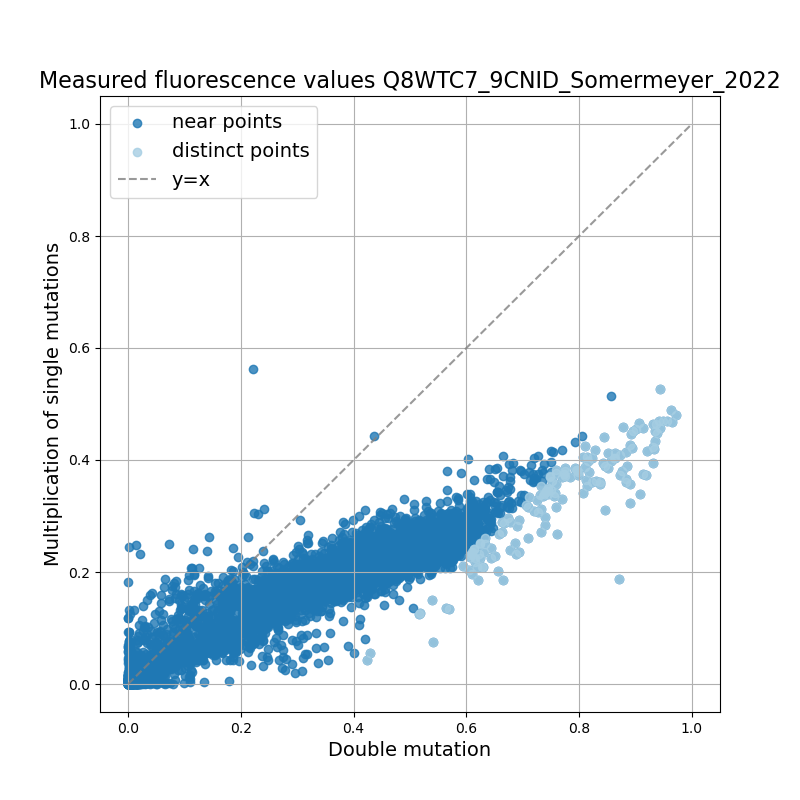 Measured fluorescence values Q8WTC7_9CNID_Somermeyer_2022
near points
distinct points
y=x
1.0
0.8
0.6
0.4
0.2
0.0
Multiplication of single mutations
0.0 0.2 0.4 0.6 0.8 1.0
Double mutation